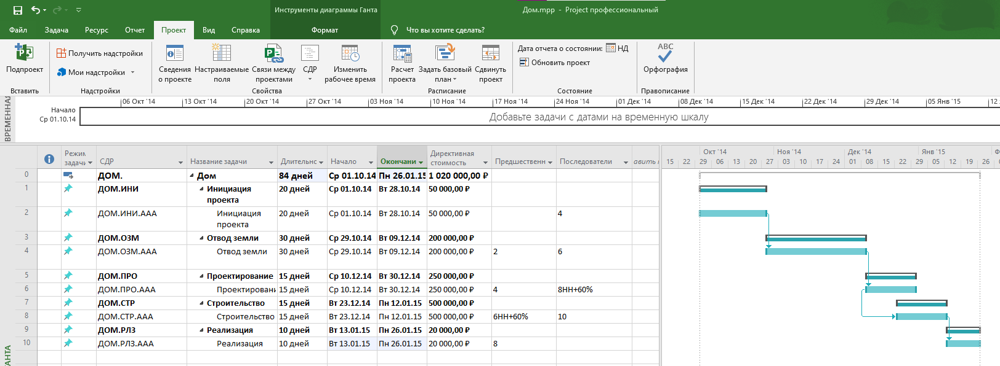 Инструменты диаграммы Ганта
Дом.mpp - Project профессиональный
Файл Задача Ресурс Отчет Проект Вид Справка Формат Что вы хотите сделать?
Подпроект
Вставить
Получить надстройки
Мои надстройки
Надстройки
Сведения о проекте
Настраиваемые поля
Связи между проектами
СДР
Изменить рабочее время
Свойства
Расчет проекта
Задать базовый план
Сдвинуть проект
Расписание
Дата отчета о состоянии: НД
Обновить проект
Состояние
ABC
Орфография
Правописание
ВРЕМЕННАЯ
06 Окт '14 13 Окт '14 20 Окт '14 27 Окт '14 03 Ноя '14 10 Ноя '14 17 Ноя '14 24 Ноя '14 01 Дек '14 08 Дек '14 15 Дек '14 22 Дек '14 29 Дек '14 05 Янв '15 12
Начало
Ср 01.10.14
Добавьте задачи с датами на временную шкалу
Режим задачи СДР Название задачи Длительнс Начало Окончани Директивная стоимость Предшественн Последователи авить н
Окт '14 Ноя '14 Дек '14 Янв '15 Ф
15 22 29 06 13 20 27 03 10 17 24 01 08 15 22 29 05 12 19 26 0
0 ДОМ. Дом 84 дней Ср 01.10.14 Пн 26.01.15 1 020 000,00 ₽
1 ДОМ.ИНИ Инициация проекта 20 дней Ср 01.10.14 Вт 28.10.14 50 000,00 ₽
2 ДОМ.ИНИ.ААА Инициация проекта 20 дней Ср 01.10.14 Вт 28.10.14 50 000,00 ₽ 4
3 ДОМ.ОЗМ Отвод земли 30 дней Ср 29.10.14 Вт 09.12.14 200 000,00 ₽
4 ДОМ.ОЗМ.ААА Отвод земли 30 дней Ср 29.10.14 Вт 09.12.14 200 000,00 ₽ 2 6
5 ДОМ.ПРО Проектирование 15 дней Ср 10.12.14 Вт 30.12.14 250 000,00 ₽
6 ДОМ.ПРО.ААА Проектировани 15 дней Ср 10.12.14 Вт 30.12.14 250 000,00 ₽ 4 8НН+60%
7 ДОМ.СТР Строительство 15 дней Вт 23.12.14 Пн 12.01.15 500 000,00 ₽
8 ДОМ.СТР.ААА Строительство 15 дней Вт 23.12.14 Пн 12.01.15 500 000,00 ₽ 6НН+60% 10
9 ДОМ.РЛЗ Реализация 10 дней Вт 13.01.15 Пн 26.01.15 20 000,00 ₽
10 ДОМ.РЛЗ.ААА Реализация 10 дней Вт 13.01.15 Пн 26.01.15 20 000,00 ₽ 8
ГАНТА